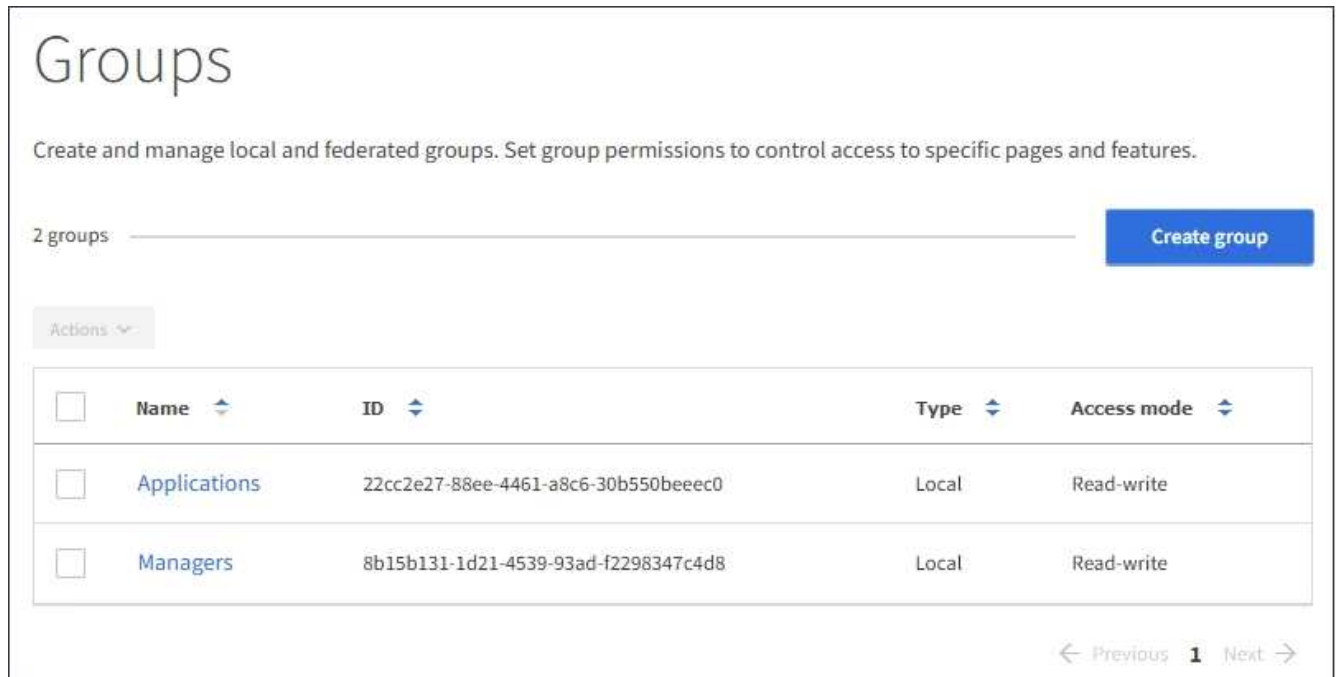 Groups
Create and manage local and federated groups. Set group permissions to control access to specific pages and features.
2 groups
Create group
Actions
Name ID Type Access mode
Applications 22cc2e27-88ee-4461-a8c6-30b550beeec0 Local Read-write
Managers 8b15b131-1d21-4539-93ad-f2298347c4d8 Local Read-write
← Previous 1 Next →